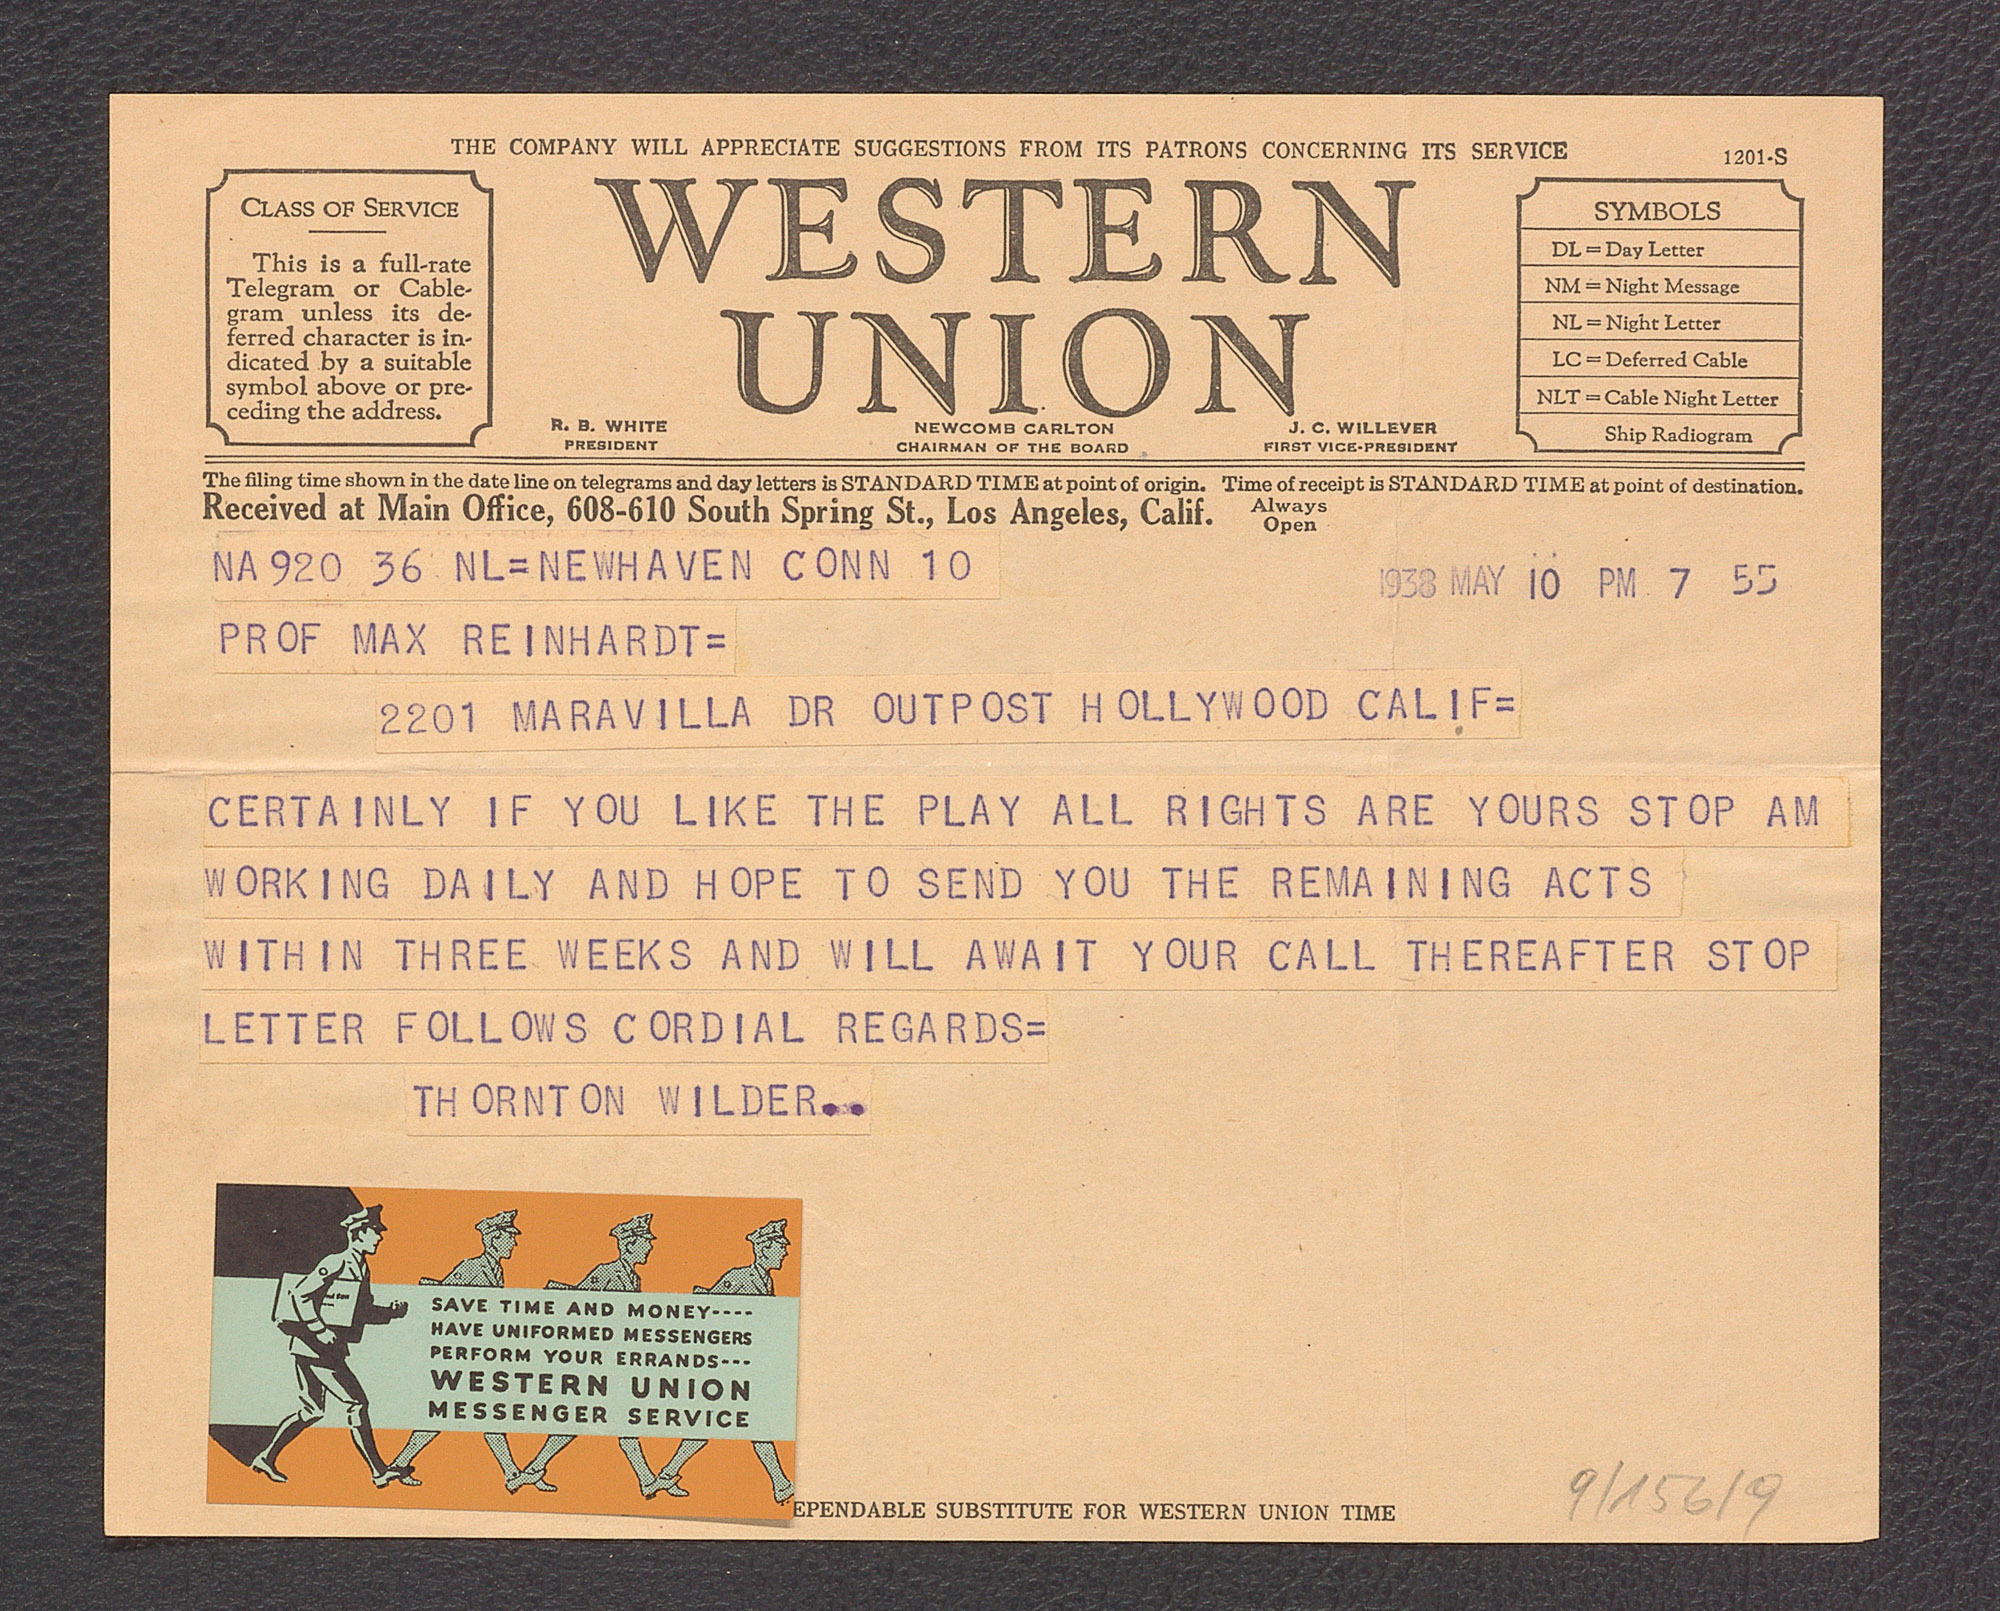 THE COMPANY WILL APPRECIATE SUGGESTIONS FROM ITS PATRONS CONCERNING ITS SERVICE
1201-S
CLASS OF SERVICE
This is a full-rate
Telegram or Cable-
gram unless its de-
ferred character is in-
dicated by a suitable
symbol above or pre-
ceding the address.
WESTERN
UNION
R. B. WHITE
PRESIDENT
NEWCOMB CARLTON
CHAIRMAN OF THE BOARD
J. C. WILLEVER
FIRST VICE-PRESIDENT
SYMBOLS
DL = Day Letter
NM = Night Message
NL = Night Letter
LC = Deferred Cable
NLT = Cable Night Letter
Ship Radiogram
The filing time shown in the date line on telegrams and day letters is STANDARD TIME at point of origin. Time of receipt is STANDARD TIME at point of destination.
Received at Main Office, 608-610 South Spring St., Los Angeles, Calif. Always
Open
NA920 36 NL=NEWHAVEN CONN 10
1938 MAY 10 PM 7 55
PROF MAX REINHARDT=
2201 MARAVILLA DR OUTPOST HOLLYWOOD CALIF=
CERTAINLY IF YOU LIKE THE PLAY ALL RIGHTS ARE YOURS STOP AM
WORKING DAILY AND HOPE TO SEND YOU THE REMAINING ACTS
WITHIN THREE WEEKS AND WILL AWAIT YOUR CALL THEREAFTER STOP
LETTER FOLLOWS CORDIAL REGARDS=
THORNTON WILDER..
SAVE TIME AND MONEY----
HAVE UNIFORMED MESSENGERS
PERFORM YOUR ERRANDS---
WESTERN UNION
MESSENGER SERVICE
EPENDABLE SUBSTITUTE FOR WESTERN UNION TIME
9/156/9